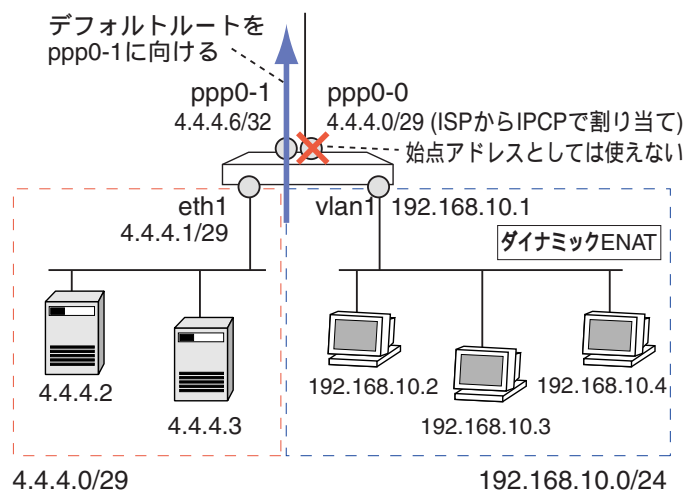 デフォルトルートを
ppp0-1に向ける
ppp0-1
4.4.4.6/32
ppp0-0
4.4.4.0/29 (ISPからIPCPで割り当て)
始点アドレスとしては使えない
eth1
4.4.4.1/29
vlan1 192.168.10.1
ダイナミックENAT
4.4.4.2
4.4.4.3
192.168.10.2
192.168.10.3
192.168.10.4
4.4.4.0/29
192.168.10.0/24